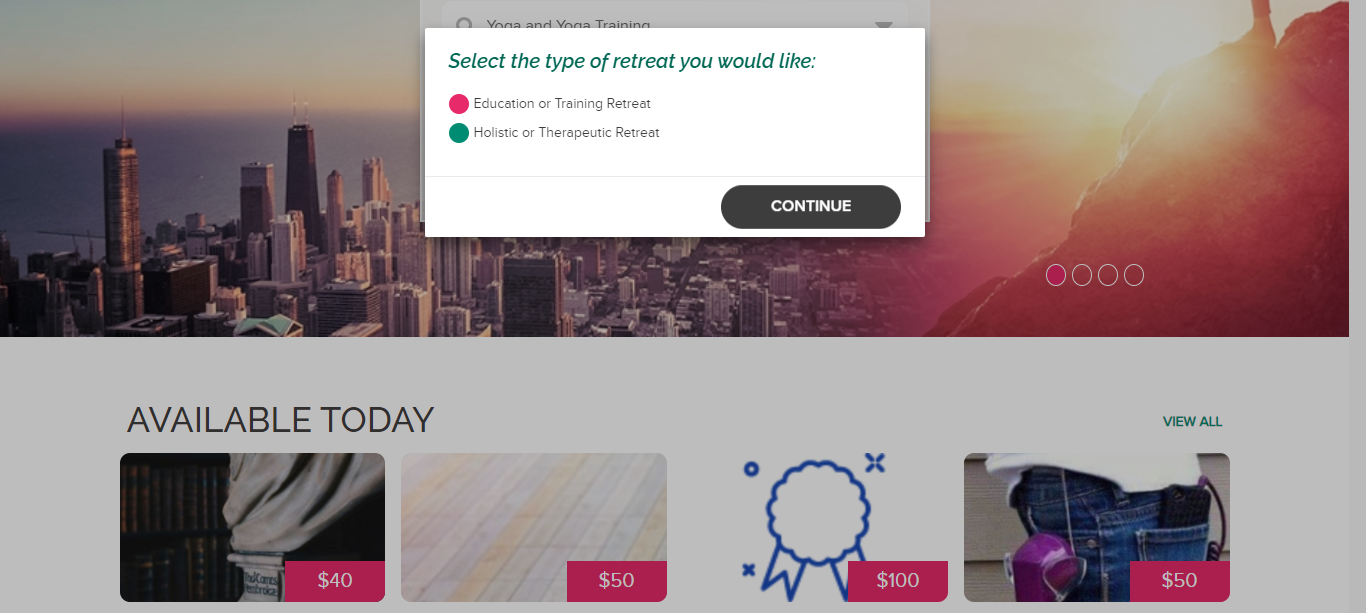 Yoga and Yoga Training
Select the type of retreat you would like:
Education or Training Retreat
Holistic or Therapeutic Retreat
CONTINUE
AVAILABLE TODAY
VIEW ALL
$40
$50
$100
$50